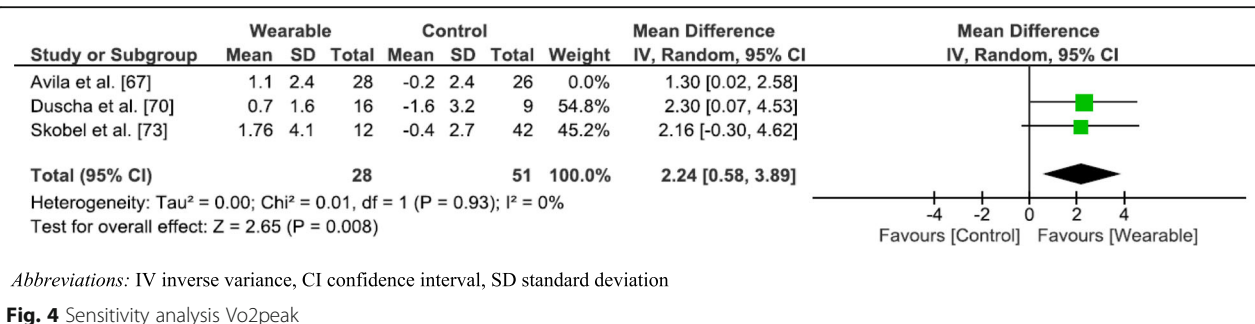 Wearable Control Mean Difference Mean Difference
Study or Subgroup Mean SD Total Mean SD Total Weight IV, Random, 95% CI IV, Random, 95% CI
Avila et al. [67] 1.1 2.4 28 -0.2 2.4 26 0.0% 1.30 [0.02, 2.58]
Duscha et al. [70] 0.7 1.6 16 -1.6 3.2 9 54.8% 2.30 [0.07, 4.53]
Skobel et al. [73] 1.76 4.1 12 -0.4 2.7 42 45.2% 2.16 [-0.30, 4.62]
Total (95% CI) 28 51 100.0% 2.24 [0.58, 3.89]
Heterogeneity: Tau² = 0.00; Chi² = 0.01, df = 1 (P = 0.93); I² = 0%
Test for overall effect: Z = 2.65 (P = 0.008)
-4 -2 0 2 4
Favours [Control] Favours [Wearable]
Abbreviations: IV inverse variance, CI confidence interval, SD standard deviation
Fig. 4 Sensitivity analysis Vo2peak